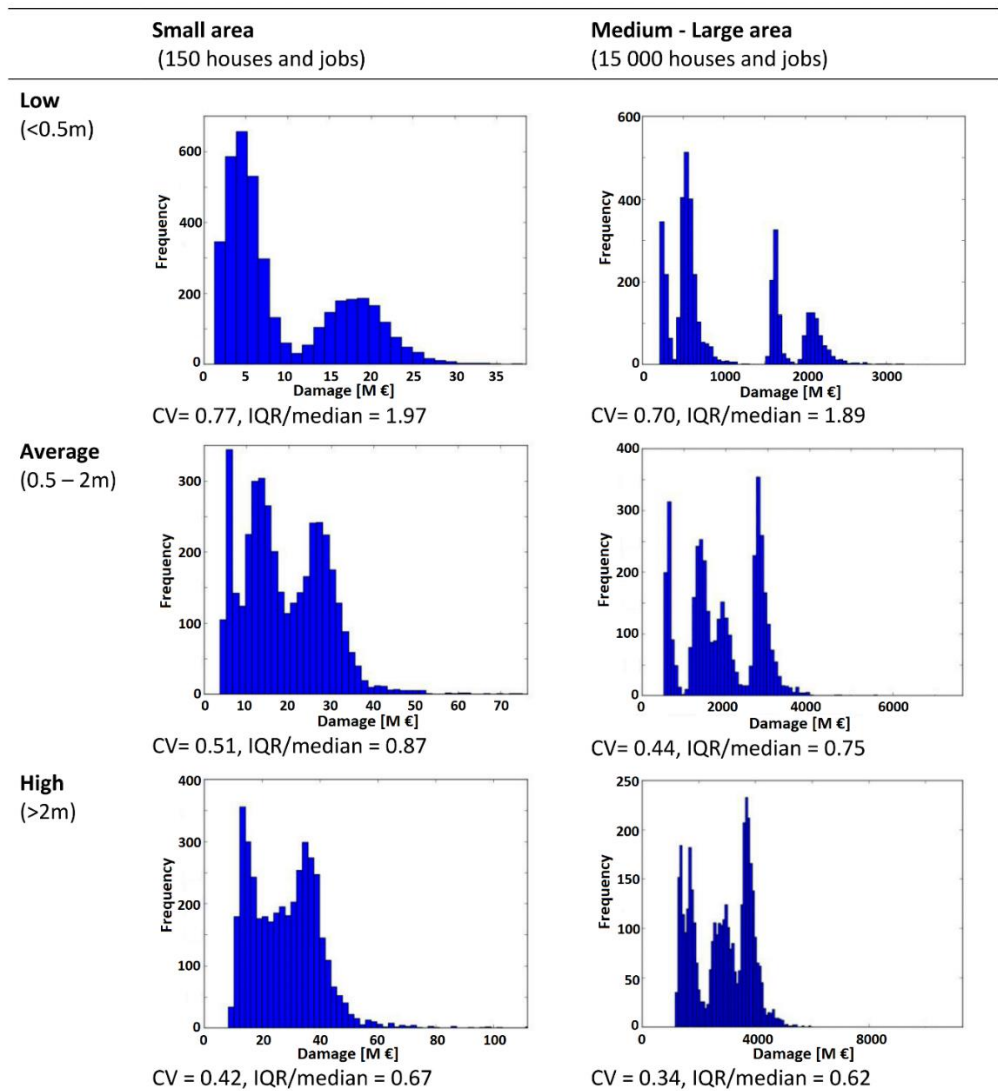 Small area
(150 houses and jobs)
Medium - Large area
(15 000 houses and jobs)
Low
(<0.5m)
600
400
200
0
Frequency
0 5 10 15 20 25 30 35
Damage [M €]
CV= 0.77, IQR/median = 1.97
600
400
200
0
Frequency
0 1000 2000 3000
Damage [M €]
CV= 0.70, IQR/median = 1.89
Average
(0.5 – 2m)
300
200
100
0
Frequency
0 10 20 30 40 50 60 70
Damage [M €]
CV= 0.51, IQR/median = 0.87
400
300
200
100
0
Frequency
0 2000 4000 6000
Damage [M €]
CV= 0.44, IQR/median = 0.75
High
(>2m)
400
300
200
100
0
Frequency
0 20 40 60 80 100
Damage [M €]
CV = 0.42, IQR/median = 0.67
250
200
150
100
50
0
Frequency
0 4000 8000
Damage [M €]
CV = 0.34, IQR/median = 0.62